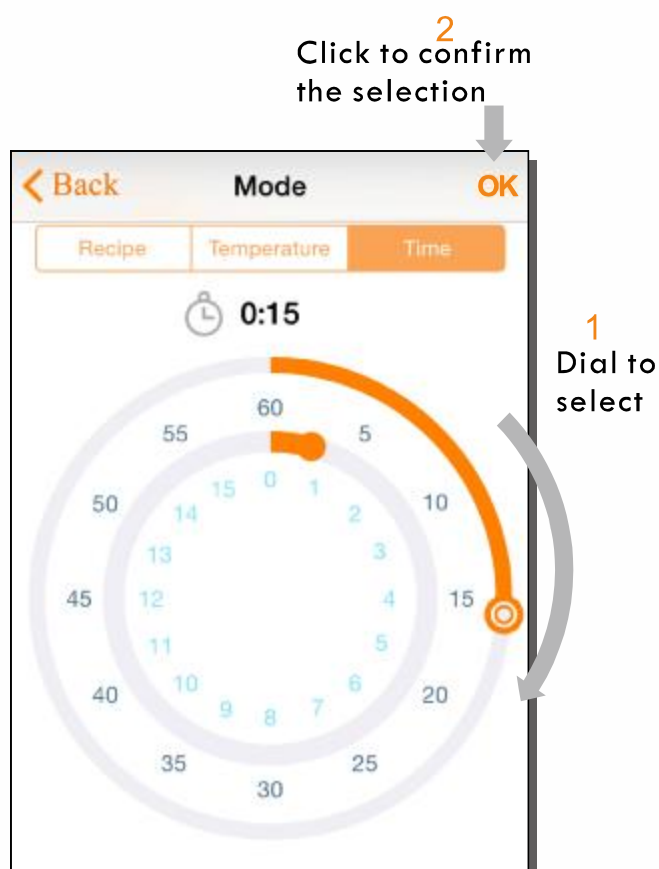 2
Click to confirm
the selection
Back Mode OK
Recipe Temperature Time
0:15
1
Dial to
select
60
55 5
50 10
45 15
40 20
35 25
30
15 0 1
14 2
13 3
12 4
11 5
10 6
9 8 7